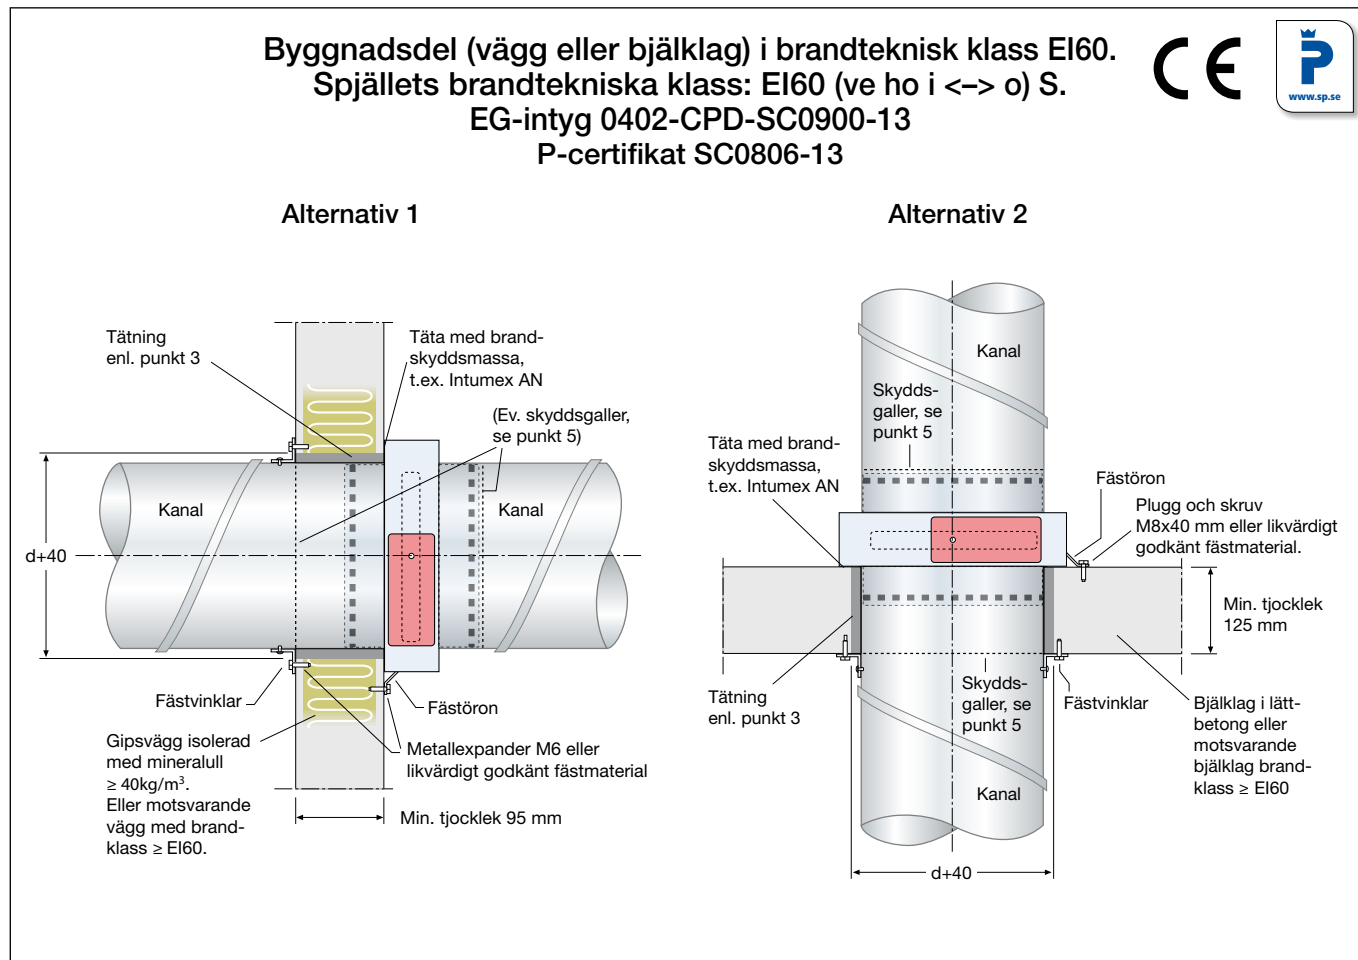 Byggnadsdel (vägg eller bjälklag) i brandteknisk klass EI60.
Spjällets brandtekniska klass: EI60 (ve ho i <–> o) S.
EG-intyg 0402-CPD-SC0900-13
P-certifikat SC0806-13
CE
P
www.sp.se
Alternativ 1
Tätning
enl. punkt 3
Täta med brand-
skyddsmassa,
t.ex. Intumex AN
(Ev. skyddsgaller,
se punkt 5)
Kanal
Kanal
d+40
Fästvinklar
Fästöron
Gipsvägg isolerad
med mineralull
≥ 40kg/m³.
Eller motsvarande
vägg med brand-
klass ≥ EI60.
Metallexpander M6 eller
likvärdigt godkänt fästmaterial
Min. tjocklek 95 mm
Alternativ 2
Kanal
Skydds-
galler, se
punkt 5
Täta med brand-
skyddsmassa,
t.ex. Intumex AN
Fästöron
Plugg och skruv
M8x40 mm eller likvärdigt
godkänt fästmaterial.
Min. tjocklek
125 mm
Tätning
enl. punkt 3
Skydds-
galler, se
punkt 5
Fästvinklar
Bjälklag i lätt-
betong eller
motsvarande
bjälklag brand-
klass ≥ EI60
Kanal
d+40